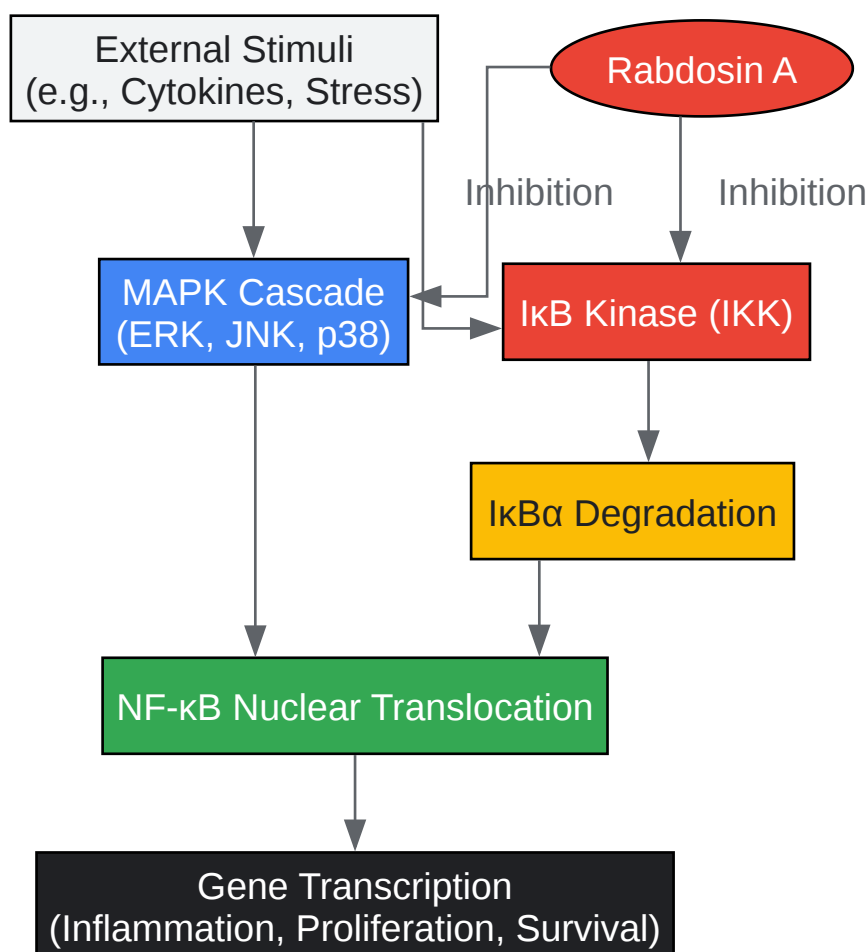 External Stimuli
(e.g., Cytokines, Stress)
Rabdosin A
Inhibition
Inhibition
MAPK Cascade
(ERK, JNK, p38)
IκB Kinase (IKK)
IκBα Degradation
NF-κB Nuclear Translocation
Gene Transcription
(Inflammation, Proliferation, Survival)